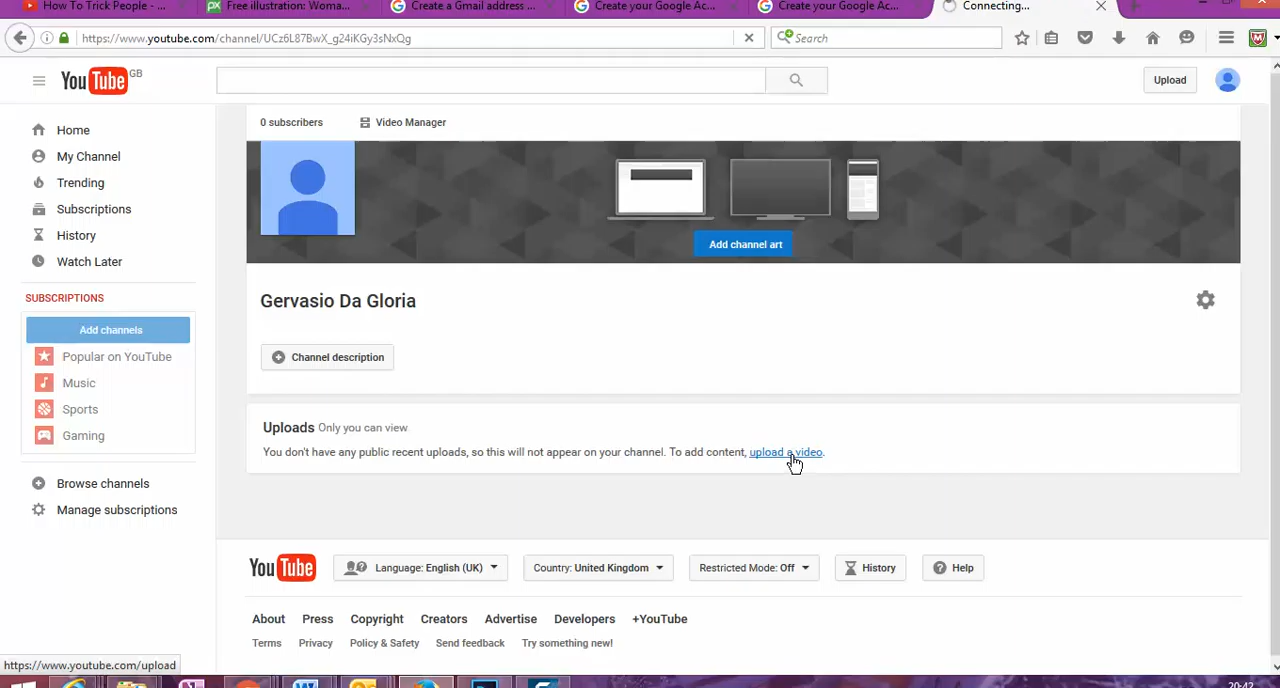 How To Trick People -
Free illustration: Woma...
Create a Gmail address ...
Create your Google Ac...
Create your Google Ac...
Connecting...
https://www.youtube.com/channel/UCz6L87BwX_g24iKGy3sNxQg
Search
YouTube GB
Upload
0 subscribers
Video Manager
Home
My Channel
Trending
Subscriptions
History
Watch Later
SUBSCRIPTIONS
Add channels
Popular on YouTube
Music
Sports
Gaming
Browse channels
Manage subscriptions
Add channel art
Gervasio Da Gloria
Channel description
Uploads Only you can view
You don't have any public recent uploads, so this will not appear on your channel. To add content, upload a video.
YouTube
Language: English (UK)
Country: United Kingdom
Restricted Mode: Off
History
Help
About Press Copyright Creators Advertise Developers +YouTube
Terms Privacy Policy & Safety Send feedback Try something new!
https://www.youtube.com/upload
20:42